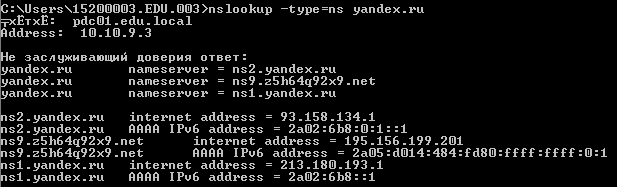 C:\Users\15200003.EDU.003>nslookup -type=ns yandex.ru
╤хЁтхЁ:  pdc01.edu.local
Address:  10.10.9.3

Не заслуживающий доверия ответ:
yandex.ru       nameserver = ns2.yandex.ru
yandex.ru       nameserver = ns9.z5h64q92x9.net
yandex.ru       nameserver = ns1.yandex.ru

ns2.yandex.ru   internet address = 93.158.134.1
ns2.yandex.ru   AAAA IPv6 address = 2a02:6b8:0:1::1
ns9.z5h64q92x9.net      internet address = 195.156.199.201
ns9.z5h64q92x9.net      AAAA IPv6 address = 2a05:d014:484:fd80:ffff:ffff:0:1
ns1.yandex.ru   internet address = 213.180.193.1
ns1.yandex.ru   AAAA IPv6 address = 2a02:6b8::1